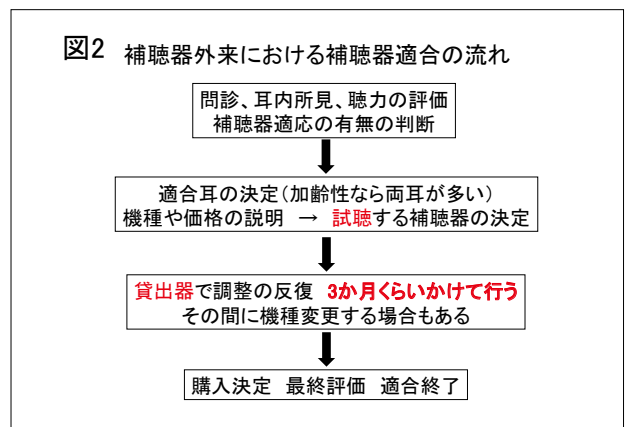 図2 補聴器外来における補聴器適合の流れ
問診、耳内所見、聴力の評価
補聴器適応の有無の判断
適合耳の決定(加齢性なら両耳が多い)
機種や価格の説明 → 試聴する補聴器の決定
貸出器で調整の反復 3か月くらいかけて行う
その間に機種変更する場合もある
購入決定 最終評価 適合終了